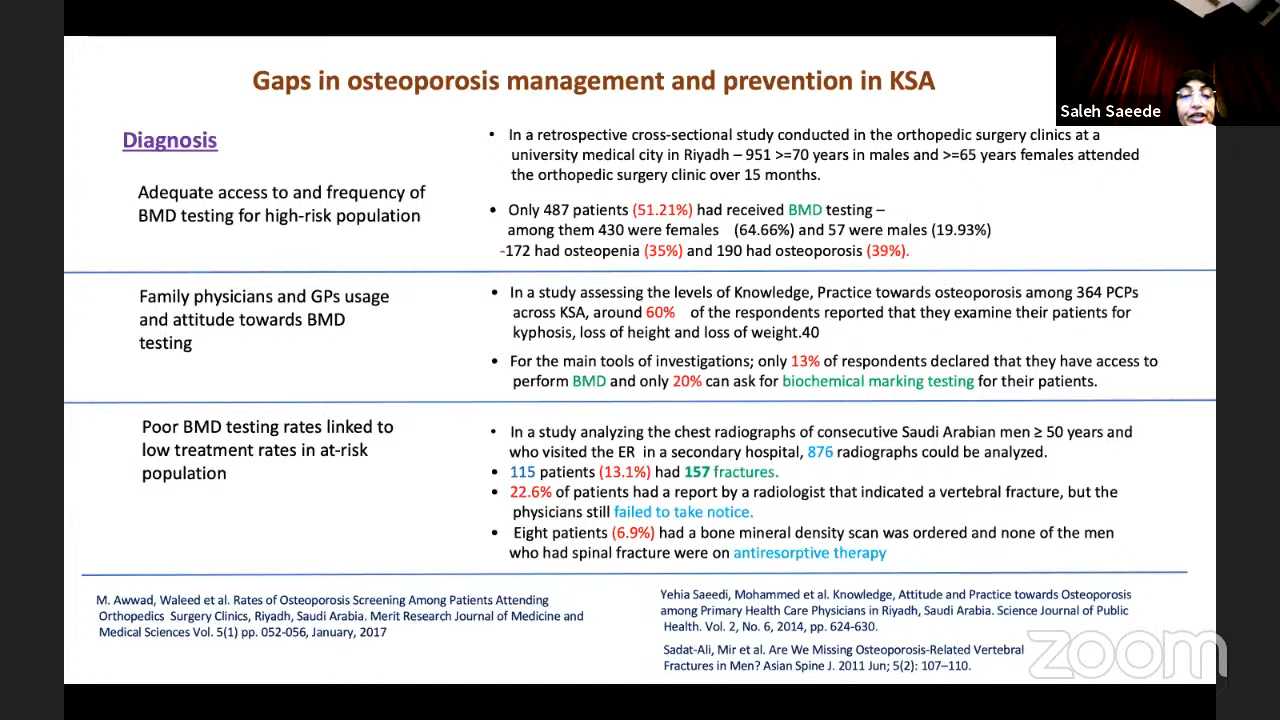 Gaps in osteoporosis management and prevention in KSA
Saleh Saeede
Diagnosis
Adequate access to and frequency of
BMD testing for high-risk population
• In a retrospective cross-sectional study conducted in the orthopedic surgery clinics at a
university medical city in Riyadh – 951 >=70 years in males and >=65 years females attended
the orthopedic surgery clinic over 15 months.
• Only 487 patients (51.21%) had received BMD testing –
among them 430 were females (64.66%) and 57 were males (19.93%)
-172 had osteopenia (35%) and 190 had osteoporosis (39%).
Family physicians and GPs usage
and attitude towards BMD
testing
• In a study assessing the levels of Knowledge, Practice towards osteoporosis among 364 PCPs
across KSA, around 60% of the respondents reported that they examine their patients for
kyphosis, loss of height and loss of weight.40
• For the main tools of investigations; only 13% of respondents declared that they have access to
perform BMD and only 20% can ask for biochemical marking testing for their patients.
Poor BMD testing rates linked to
low treatment rates in at-risk
population
• In a study analyzing the chest radiographs of consecutive Saudi Arabian men ≥ 50 years and
who visited the ER in a secondary hospital, 876 radiographs could be analyzed.
• 115 patients (13.1%) had 157 fractures.
• 22.6% of patients had a report by a radiologist that indicated a vertebral fracture, but the
physicians still failed to take notice.
• Eight patients (6.9%) had a bone mineral density scan was ordered and none of the men
who had spinal fracture were on antiresorptive therapy
M. Awwad, Waleed et al. Rates of Osteoporosis Screening Among Patients Attending
Orthopedics Surgery Clinics, Riyadh, Saudi Arabia. Merit Research Journal of Medicine and
Medical Sciences Vol. 5(1) pp. 052-056, January, 2017
Yehia Saeedi, Mohammed et al. Knowledge, Attitude and Practice towards Osteoporosis
among Primary Health Care Physicians in Riyadh, Saudi Arabia. Science Journal of Public
Health. Vol. 2, No. 6, 2014, pp. 624-630.
Sadat-Ali, Mir et al. Are We Missing Osteoporosis-Related Vertebral
Fractures in Men? Asian Spine J. 2011 Jun; 5(2): 107–110.
zoom